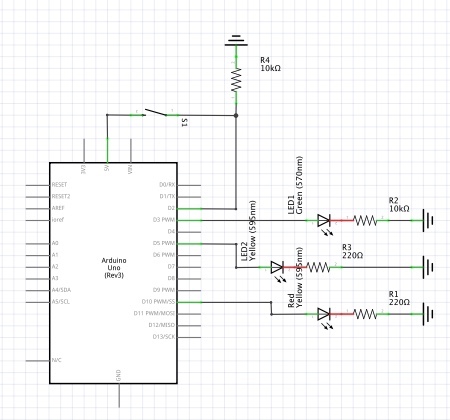 R4
10kΩ
S1
3V3
5V
VIN
RESET
RESET2
AREF
ioref
A0
A1
A2
A3
A4/SDA
A5/SCL
N/C
GND
D0/RX
D1/TX
D2
D3 PWM
D4
D5 PWM
D6 PWM
D7
D8
D9 PWM
D10 PWM/SS
D11 PWM/MOSI
D12/MISO
D13/SCK
Arduino
Uno
(Rev3)
LED1
Green (570nm)
R2
10kΩ
LED2
Yellow (595nm)
R3
220Ω
Red
Yellow (595nm)
R1
220Ω